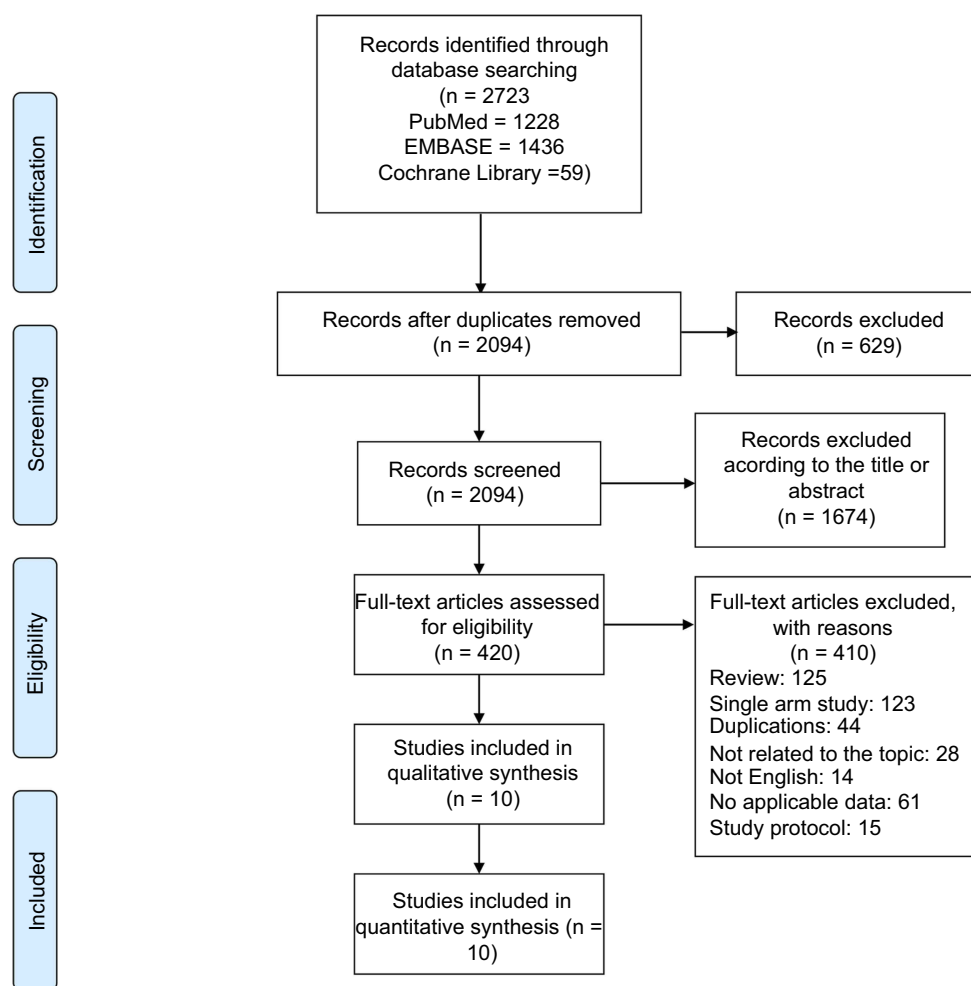 Identification
Records identified through
database searching
(n = 2723
PubMed = 1228
EMBASE = 1436
Cochrane Library =59)
Records after duplicates removed
(n = 2094)
Records excluded
(n = 629)
Screening
Records screened
(n = 2094)
Records excluded
acording to the title or
abstract
(n = 1674)
Eligibility
Full-text articles assessed
for eligibility
(n = 420)
Full-text articles excluded,
with reasons
(n = 410)
Review: 125
Single arm study: 123
Duplications: 44
Not related to the topic: 28
Not English: 14
No applicable data: 61
Study protocol: 15
Studies included in
qualitative synthesis
(n = 10)
Included
Studies included in
quantitative synthesis (n =
10)